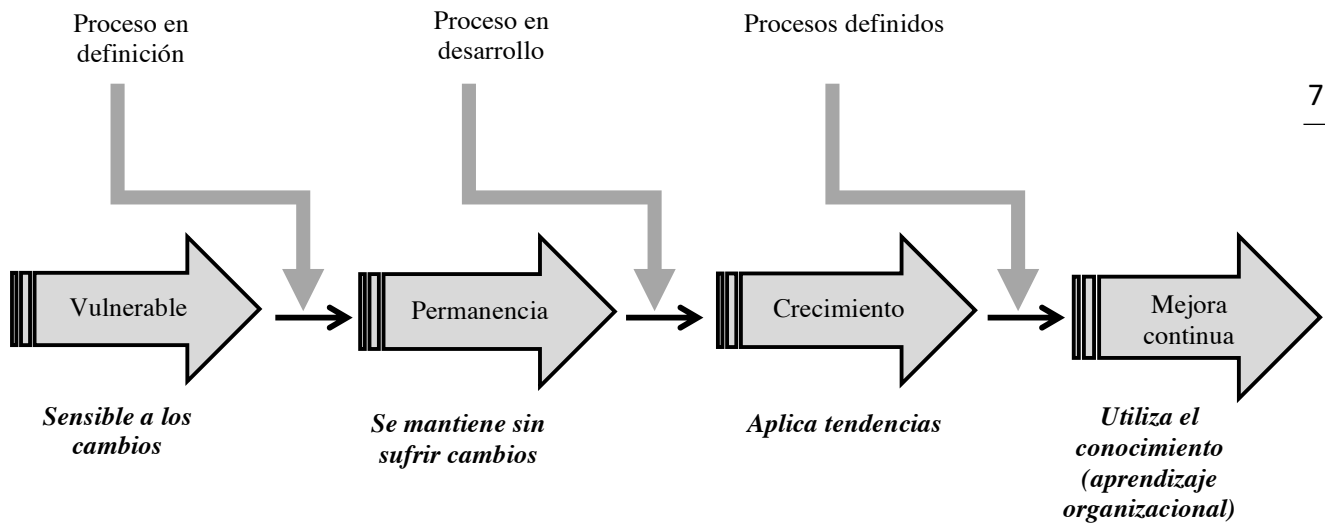 Proceso en
definición
Proceso en
desarrollo
Procesos definidos
7
Vulnerable
Permanencia
Crecimiento
Mejora
continua
Sensible a los
cambios
Se mantiene sin
sufrir cambios
Aplica tendencias
Utiliza el
conocimiento
(aprendizaje
organizacional)